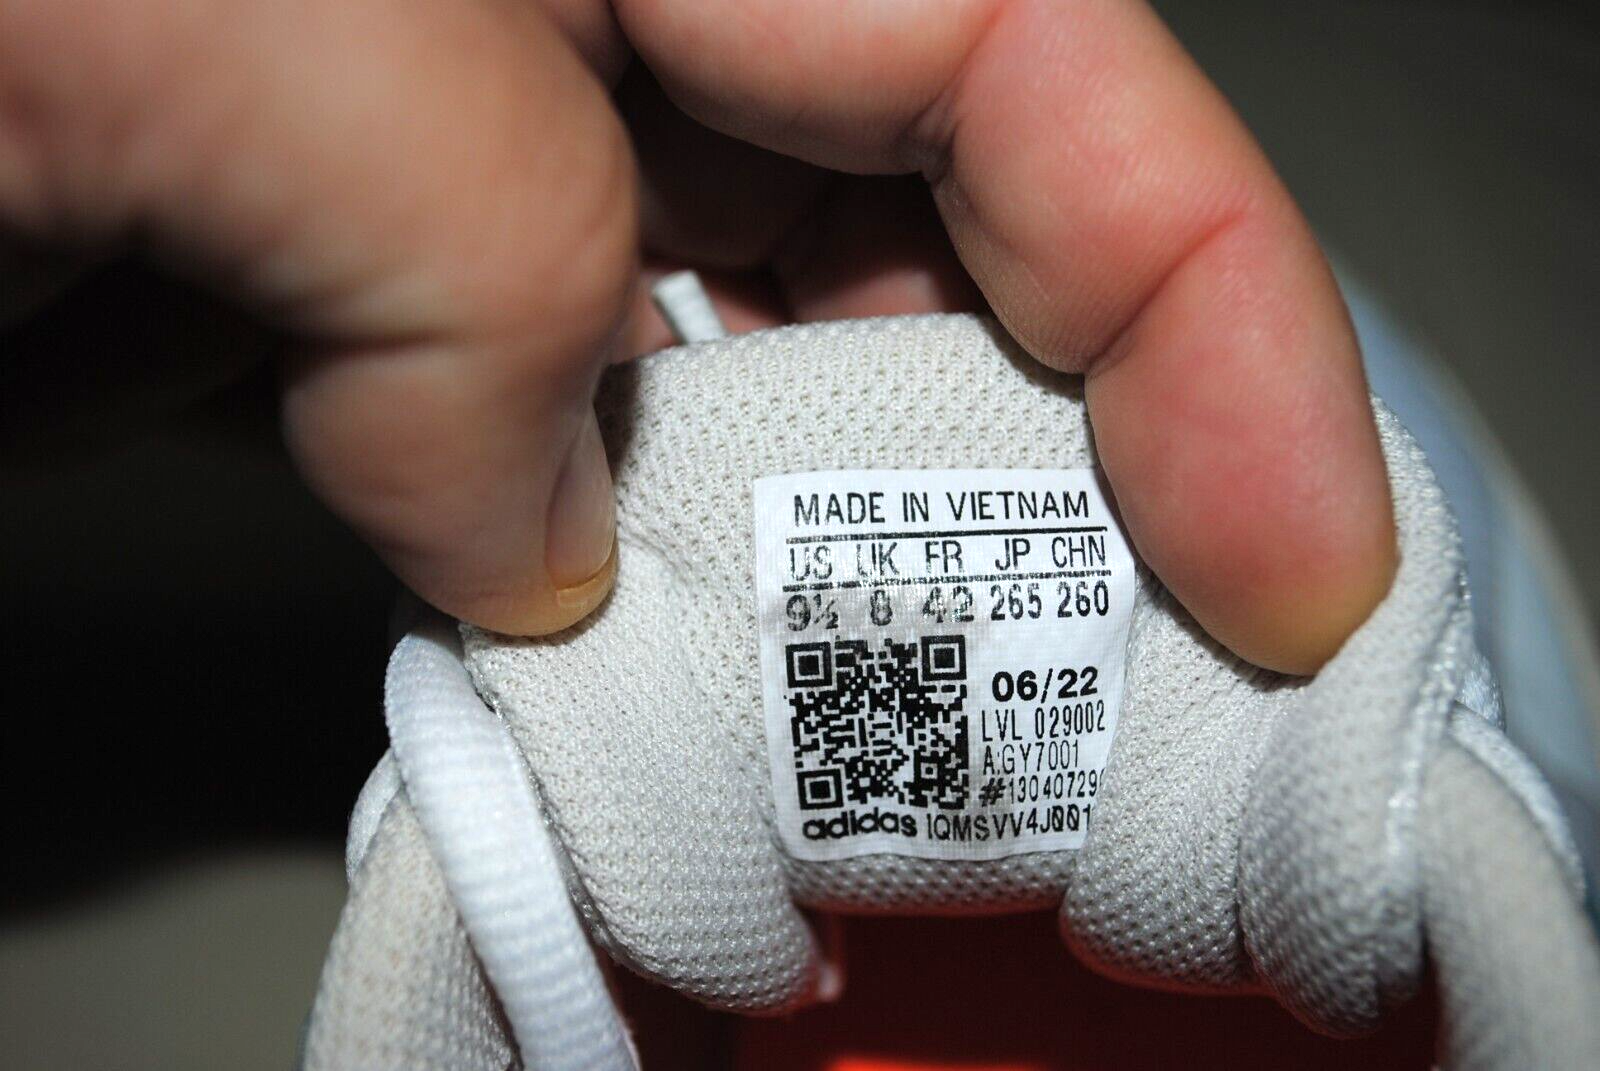 MADE IN VIETNAM
US UK FR JP CHN
9½ 8 42 265 260
06/22
LVL 029002
A:GY7001
#13040729
adidas IQMSVV4JQQ1